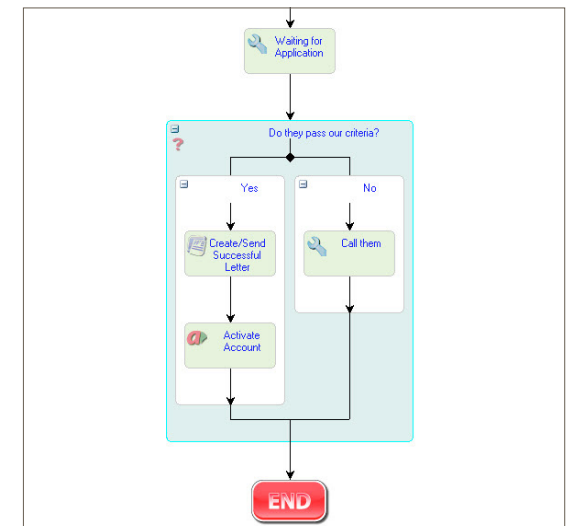 Waiting for
Application
Do they pass our criteria?
Yes
No
Create/Send
Successful
Letter
Call them
Activate
Account
END